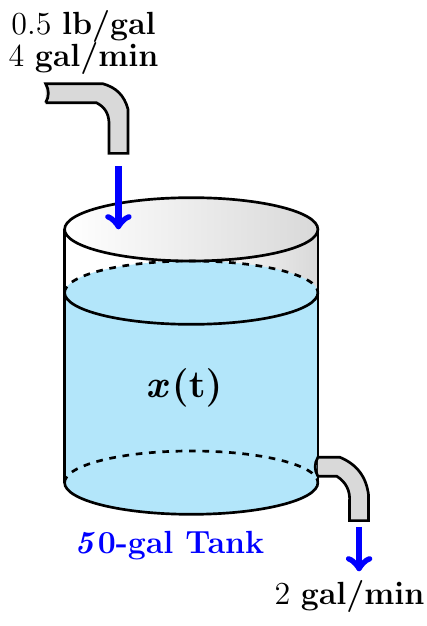 0.5 lb/gal
4 gal/min
x(t)
50-gal Tank
2 gal/min